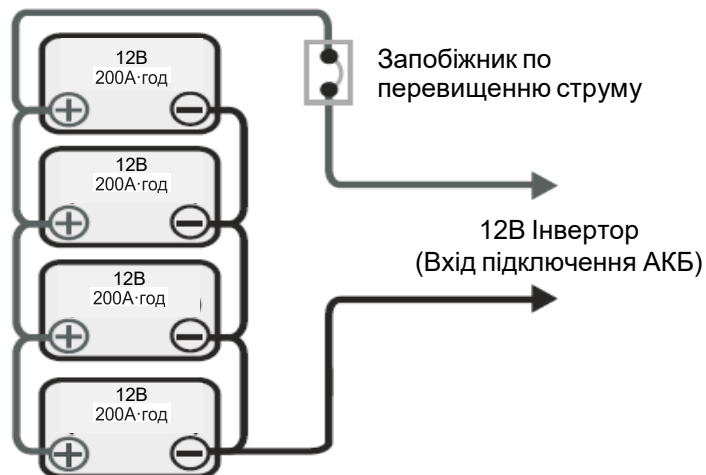 12В
200А·год
Запобіжник по
перевищенню струму
12В
200А·год
12В Інвертор
(Вхід підключення АКБ)
12В
200А·год
12В
200А·год